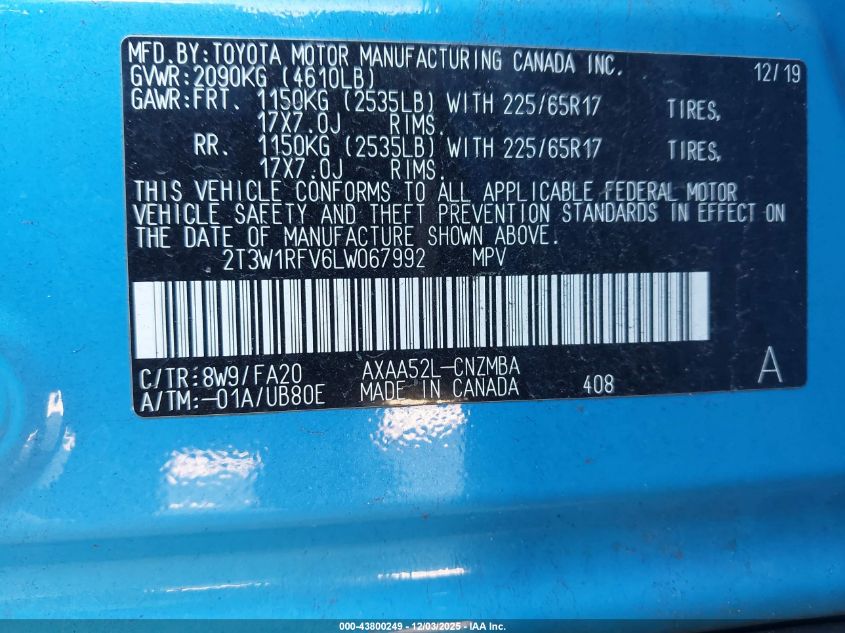 MFD.BY:TOYOTA MOTOR MANUFACTURING CANADA INC. 12/19
GVWR:2090KG (4610LB)
GAWR:FRT. 1150KG (2535LB) WITH 225/65R17 TIRES,
17X7.0J RIMS.
RR. 1150KG (2535LB) WITH 225/65R17 TIRES,
17X7.0J RIMS.
THIS VEHICLE CONFORMS TO ALL APPLICABLE FEDERAL MOTOR
VEHICLE SAFETY AND THEFT PREVENTION STANDARDS IN EFFECT ON
THE DATE OF MANUFACTURE SHOWN ABOVE.
2T3W1RFV6LW067992 MPV
C/TR:8W9/FA20 AXAA52L-CNZMBA A
A/TM:-01A/UB80E MADE IN CANADA 408
000-43800249 - 12/03/2025 - IAA Inc.